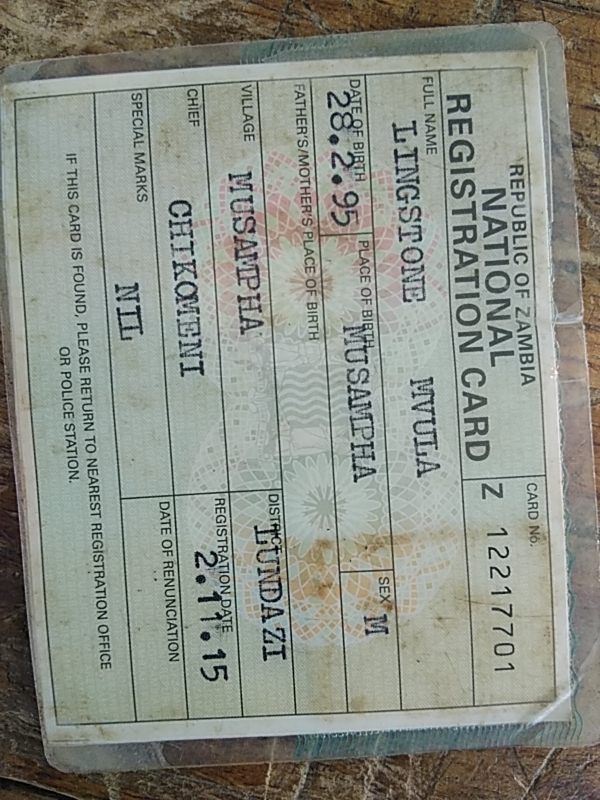 REPUBLIC OF ZAMBIA
NATIONAL
REGISTRATION CARD
CARD No.
Z 12217701
FULL NAME
LINGSTONE MVULA
DATE OF BIRTH
28.2.95
PLACE OF BIRTH
MUSAMPHA
SEX
M
FATHER'S/MOTHER'S PLACE OF BIRTH
VILLAGE
MUSAMPHA
DISTRICT
LUNDAZI
CHIEF
CHIKOMENI
REGISTRATION DATE
2.11.15
SPECIAL MARKS
NIL
DATE OF RENUNCIATION
IF THIS CARD IS FOUND, PLEASE RETURN TO NEAREST REGISTRATION OFFICE
OR POLICE STATION.